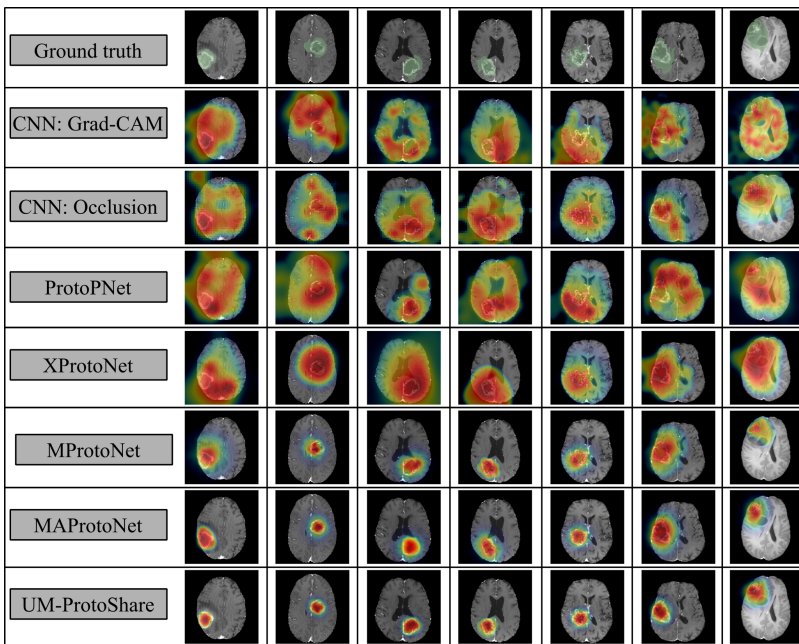 Ground truth
CNN: Grad-CAM
CNN: Occlusion
ProtoPNet
XProtoNet
MProtoNet
MAProtoNet
UM-ProtoShare